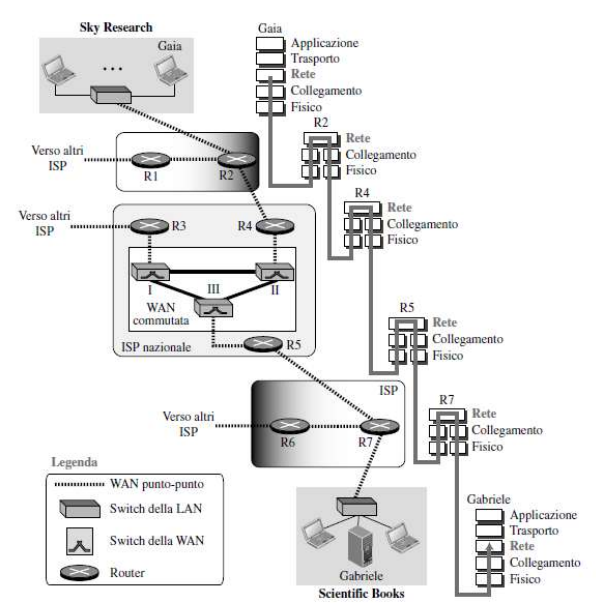 Sky Research
Gaia
...
Gaia
Applicazione
Trasporto
Rete
Collegamento
Fisico
Verso altri
ISP
R1
R2
R2
Rete
Collegamento
Fisico
Verso altri
ISP
R3
R4
R4
Rete
Collegamento
Fisico
I
II
III
WAN
commutata
ISP nazionale
R5
R5
Rete
Collegamento
Fisico
ISP
Verso altri
ISP
R6
R7
R7
Rete
Collegamento
Fisico
Legenda
WAN punto-punto
Switch della LAN
Switch della WAN
Router
Gabriele
Scientific Books
Gabriele
Applicazione
Trasporto
Rete
Collegamento
Fisico